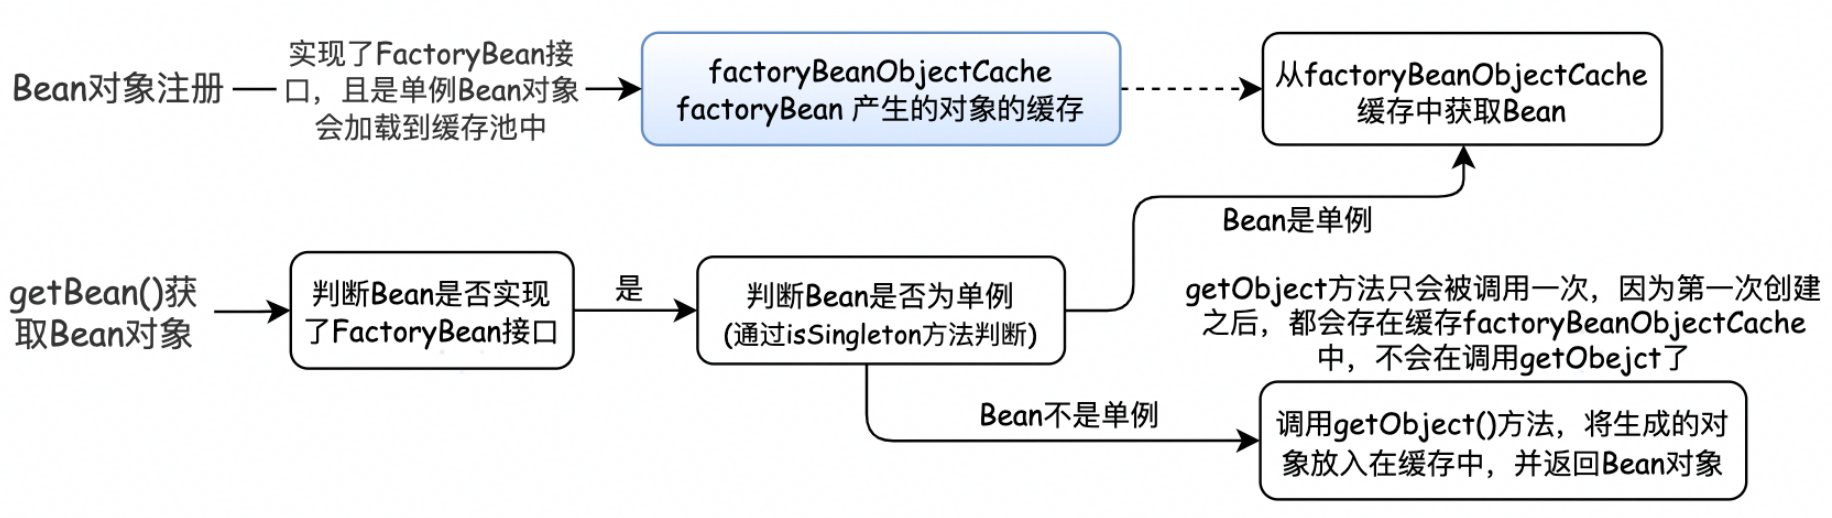 Bean对象注册
实现了FactoryBean接
口，且是单例Bean对象
会加载到缓存池中
factoryBeanObjectCache
factoryBean 产生的对象的缓存
从factoryBeanObjectCache
缓存中获取Bean
Bean是单例
getBean()获
取Bean对象
判断Bean是否实现
了FactoryBean接口
是
判断Bean是否为单例
(通过isSingleton方法判断)
getObject方法只会被调用一次，因为第一次创建
之后，都会存在缓存factoryBeanObjectCache
中，不会在调用getObejct了
Bean不是单例
调用getObject()方法，将生成的对
象放入在缓存中，并返回Bean对象